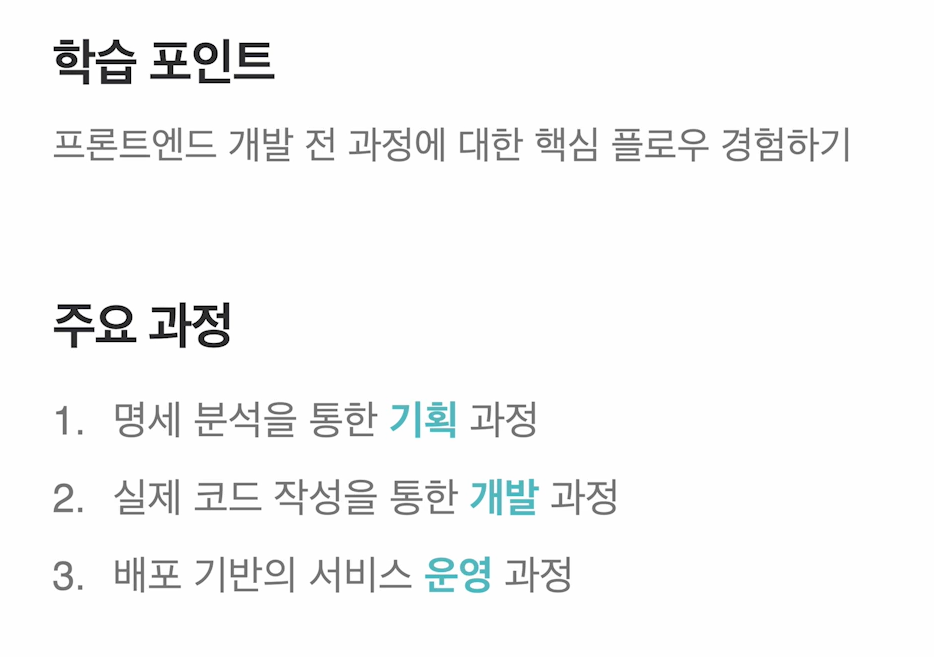 학습 포인트
프론트엔드 개발 전 과정에 대한 핵심 플로우 경험하기
주요 과정
1. 명세 분석을 통한 기획 과정
2. 실제 코드 작성을 통한 개발 과정
3. 배포 기반의 서비스 운영 과정